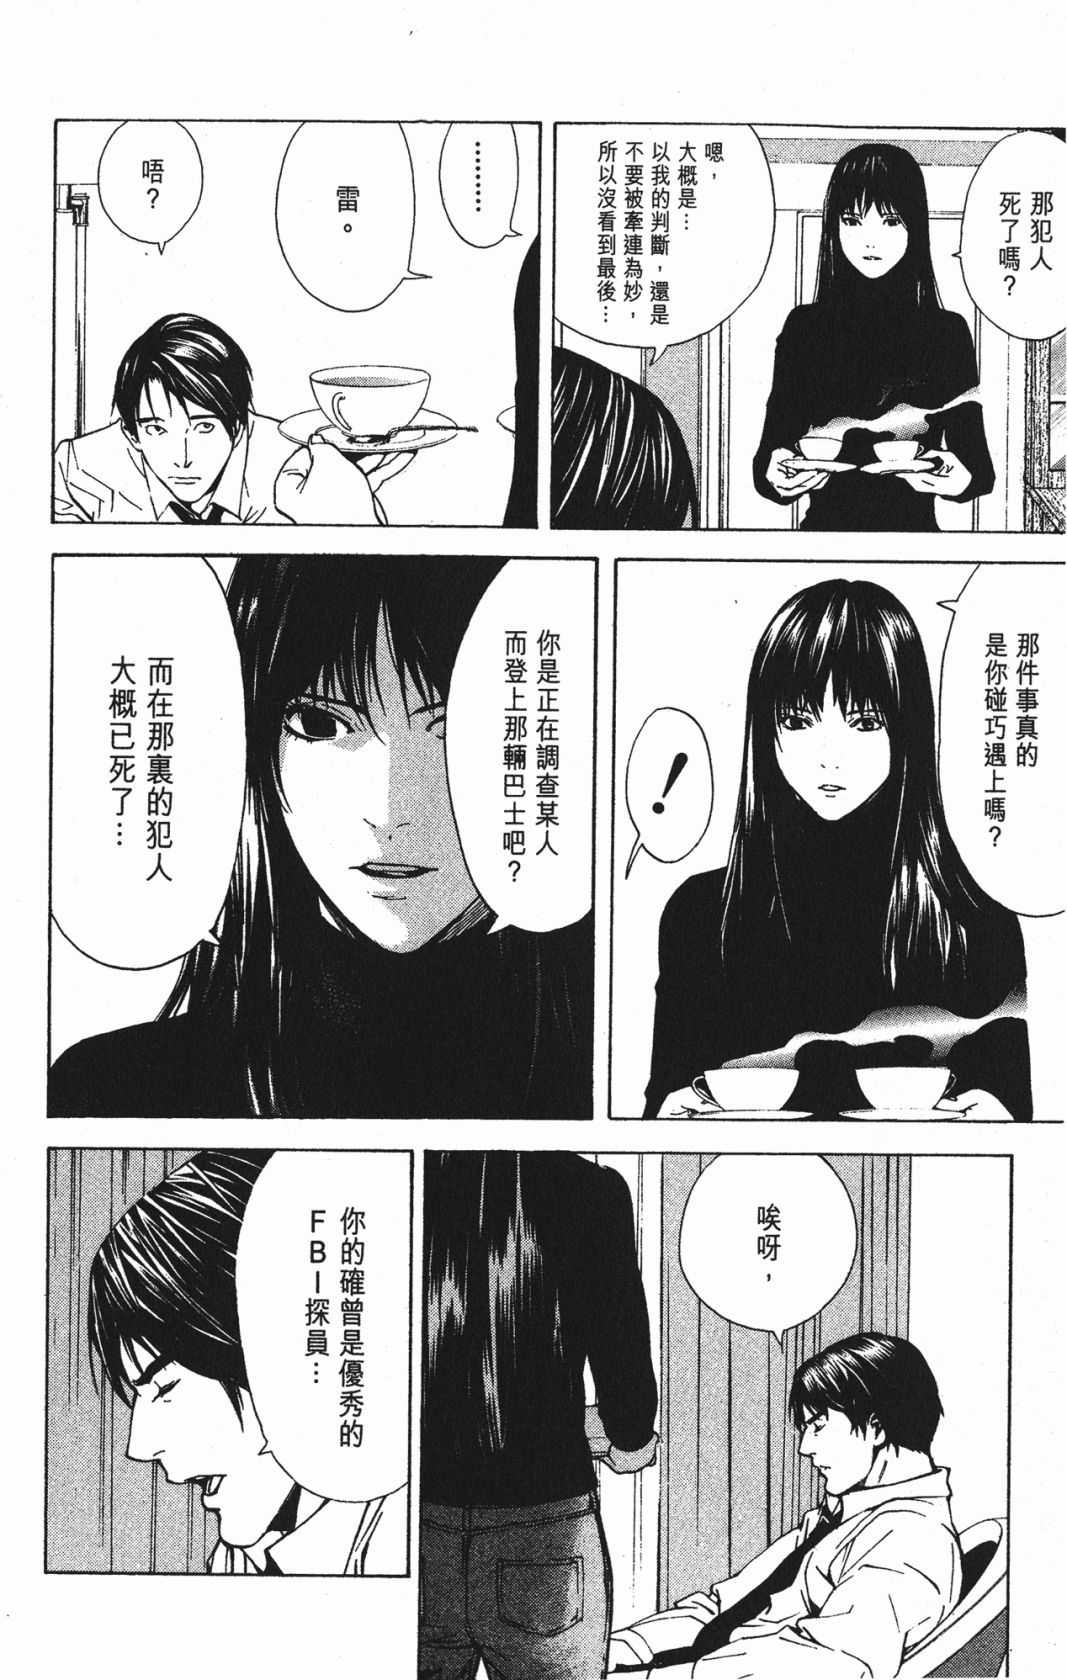 那犯人
死了嗎?
嗯,
大概是…
以我的判斷,還是
不要被牽連為妙,
所以沒看到最後…
………
雷。
唔?
那件事真的
是你碰巧遇上嗎?
!
你是正在調查某人
而登上那輛巴士吧?
而在那裏的犯人
大概已死了…
唉呀,
你的確曾是優秀的
FBI探員…